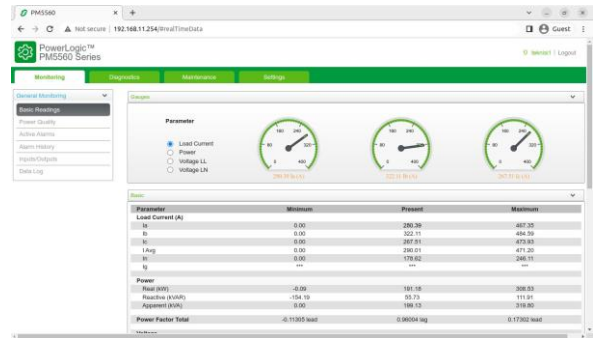 PM5560
Not secure | 192.168.11.254/#realTimeData
Guest
PowerLogic™
PM5560 Series
teknisi1 | Logout
Monitoring Diagnostics Maintenance Settings
General Monitoring
Basic Readings
Power Quality
Active Alarms
Alarm History
Inputs/Outputs
Data Log
Gauges
Parameter
Load Current
Power
Voltage LL
Voltage LN
160 240
80 320
0 400
160 240
80 320
0 400
160 240
80 320
0 400
Basic
Parameter Minimum Present Maximum
Load Current (A)
Ia 0.00 280.39 467.35
Ib 0.00 322.11 484.59
Ic 0.00 267.51 473.93
I Avg 0.00 290.01 471.20
In 0.00 178.62 246.11
Ig *** *** ***
Power
Real (kW) -0.09 191.18 308.53
Reactive (kVAR) -154.19 55.73 111.91
Apparent (kVA) 0.00 199.13 319.80
Power Factor Total -0.11305 lead 0.96004 lag 0.17302 lead
Voltage